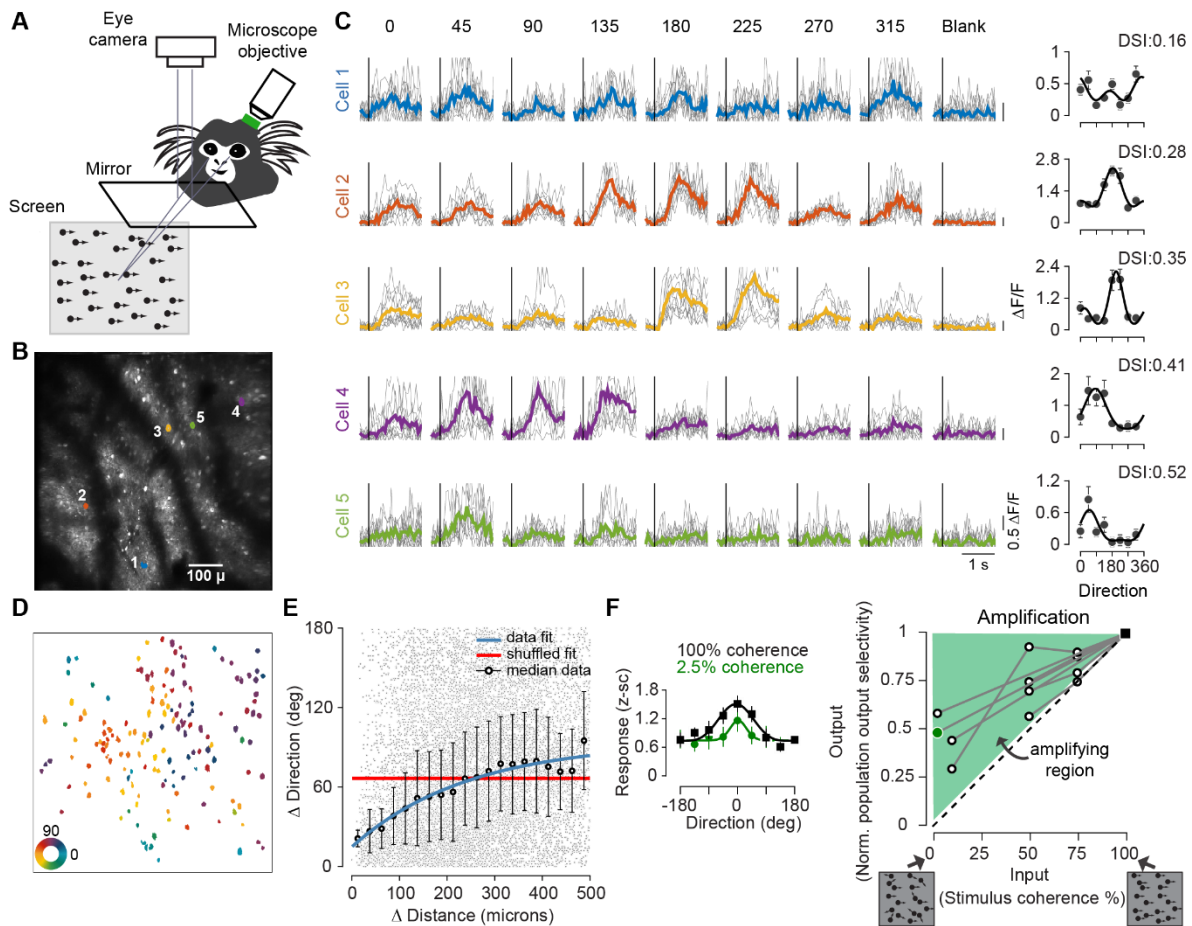 A
Eye
camera
Microscope
objective
Mirror
Screen
B
1
2
3
4
5
100 µ
C
0 45 90 135 180 225 270 315 Blank
Cell 1
DSI:0.16
1
0.5
0
Cell 2
DSI:0.28
2.8
1.4
0
Cell 3
DSI:0.35
2.4
1.2
0
ΔF/F
Cell 4
DSI:0.41
2
1
0
Cell 5
DSI:0.52
1.2
0.6
0
0.5 ΔF/F
1 s
0 180 360
Direction
D
90
0
E
180
120
60
0
Δ Direction (deg)
data fit
shuffled fit
median data
0 100 200 300 400 500
Δ Distance (microns)
F
100% coherence
2.5% coherence
1.8
1.2
0.6
0
Response (z-sc)
-180 0 180
Direction (deg)
Amplification
Output
(Norm. population output selectivity)
1
0.75
0.5
0.25
0
amplifying
region
0 25 50 75 100
Input
(Stimulus coherence %)